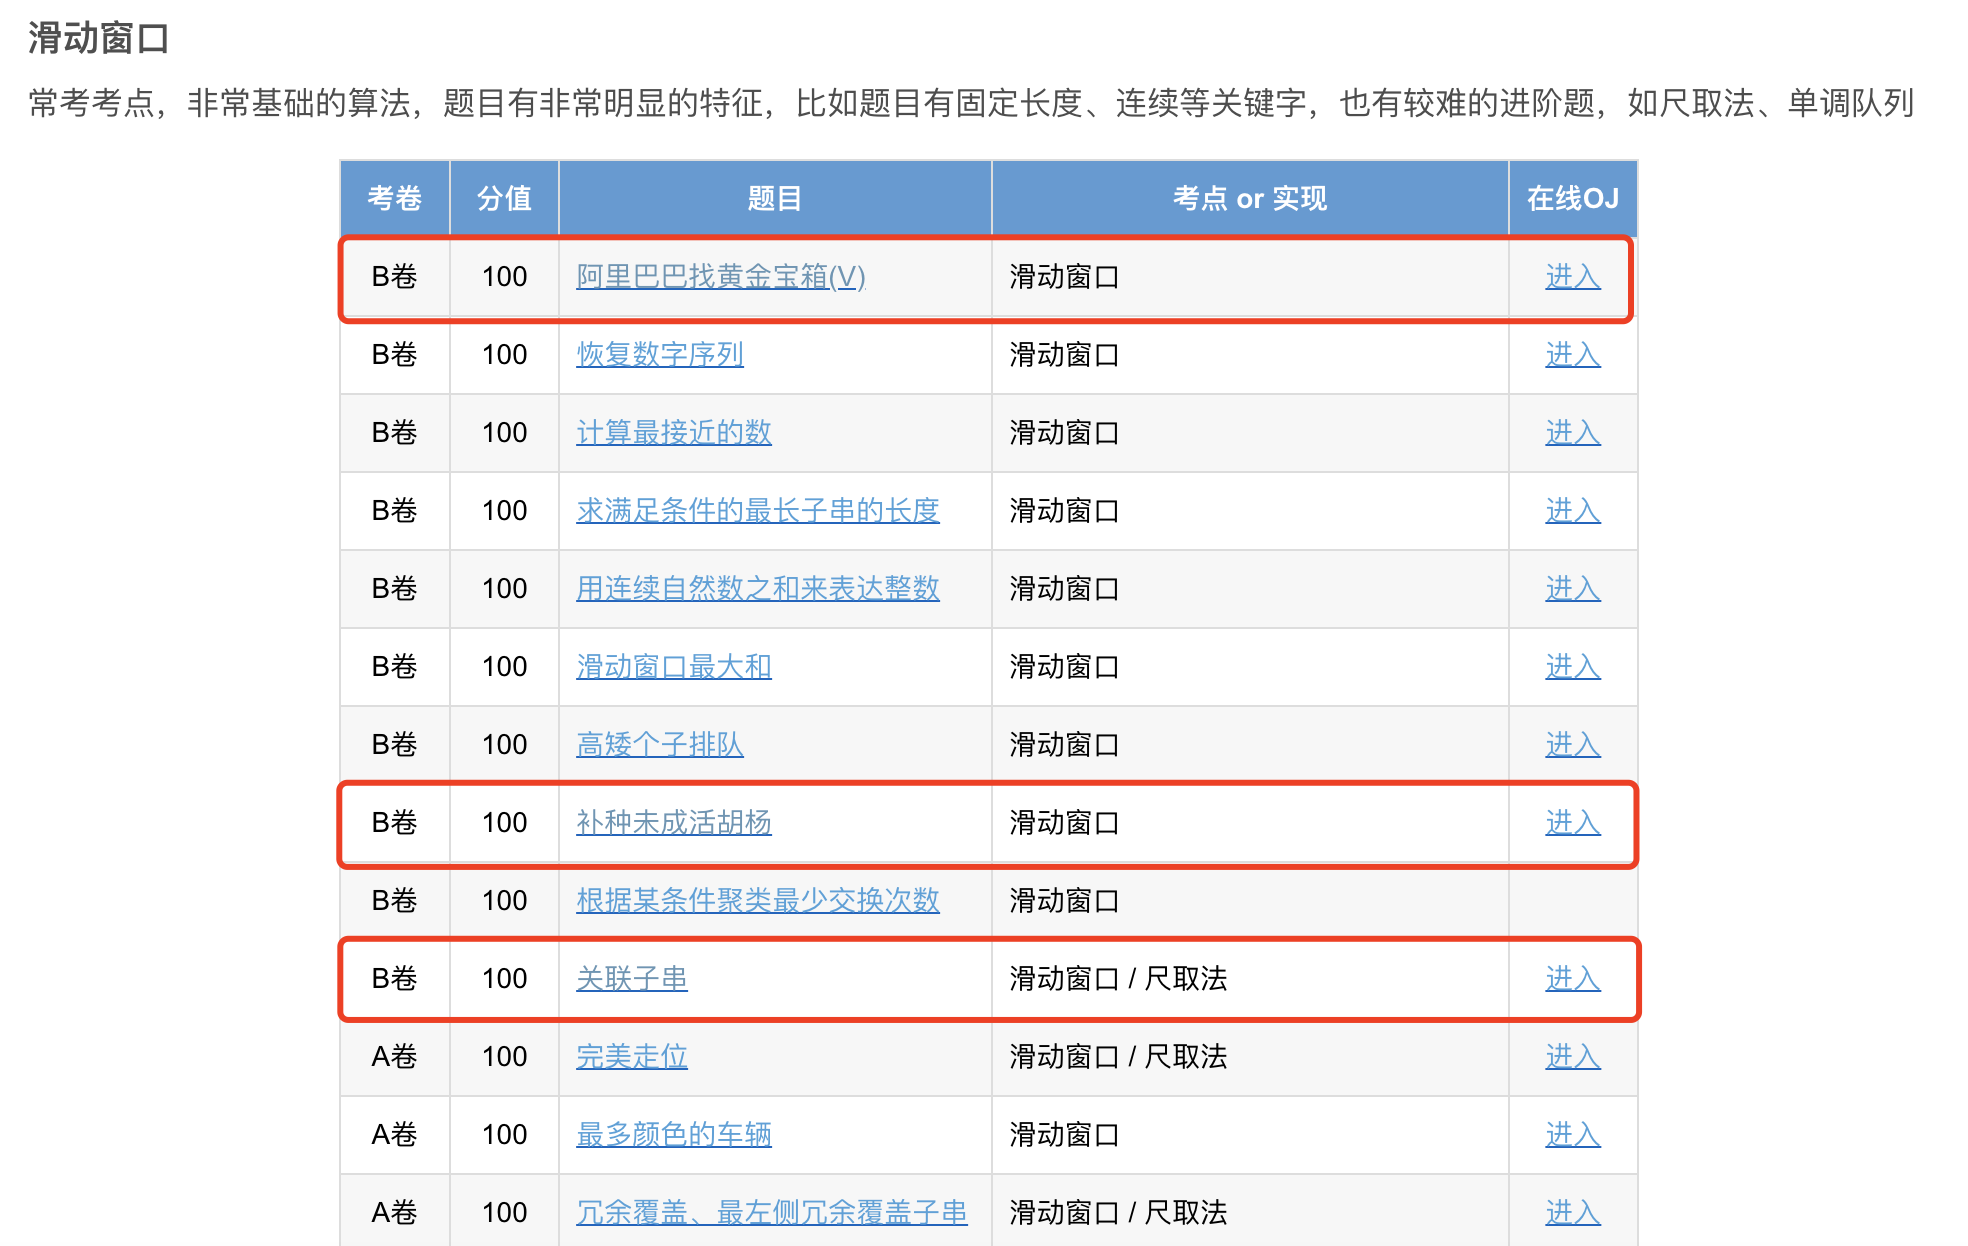 滑动窗口
常考考点，非常基础的算法，题目有非常明显的特征，比如题目有固定长度、连续等关键字，也有较难的进阶题，如尺取法、单调队列
考卷 分值 题目 考点 or 实现 在线OJ
B卷 100 阿里巴巴找黄金宝箱(V) 滑动窗口 进入
B卷 100 恢复数字序列 滑动窗口 进入
B卷 100 计算最接近的数 滑动窗口 进入
B卷 100 求满足条件的最长子串的长度 滑动窗口 进入
B卷 100 用连续自然数之和来表达整数 滑动窗口 进入
B卷 100 滑动窗口最大和 滑动窗口 进入
B卷 100 高矮个子排队 滑动窗口 进入
B卷 100 补种未成活胡杨 滑动窗口 进入
B卷 100 根据某条件聚类最少交换次数 滑动窗口
B卷 100 关联子串 滑动窗口 / 尺取法 进入
A卷 100 完美走位 滑动窗口 / 尺取法 进入
A卷 100 最多颜色的车辆 滑动窗口 进入
A卷 100 冗余覆盖、最左侧冗余覆盖子串 滑动窗口 / 尺取法 进入